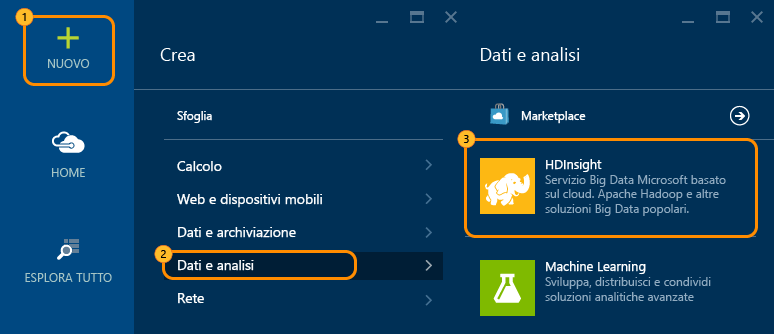 1
NUOVO
HOME
ESPLORA TUTTO
Crea
Sfoglia
Calcolo
Web e dispositivi mobili
Dati e archiviazione
2
Dati e analisi
Rete
Dati e analisi
Marketplace
3
HDInsight
Servizio Big Data Microsoft basato
sul cloud. Apache Hadoop e altre
soluzioni Big Data popolari.
Machine Learning
Sviluppa, distribuisci e condividi
soluzioni analitiche avanzate